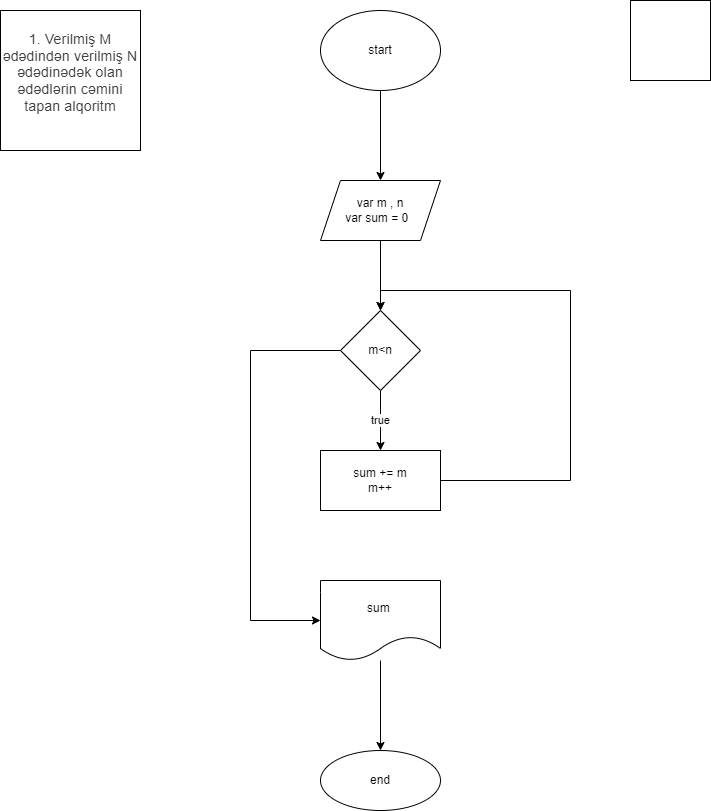 1. Verilmiş M
ədədindən verilmiş N
ədədinədək olan
ədədlərin cəmini
tapan alqoritm
start
var m , n
var sum = 0
m<n
true
sum += m
m++
sum
end